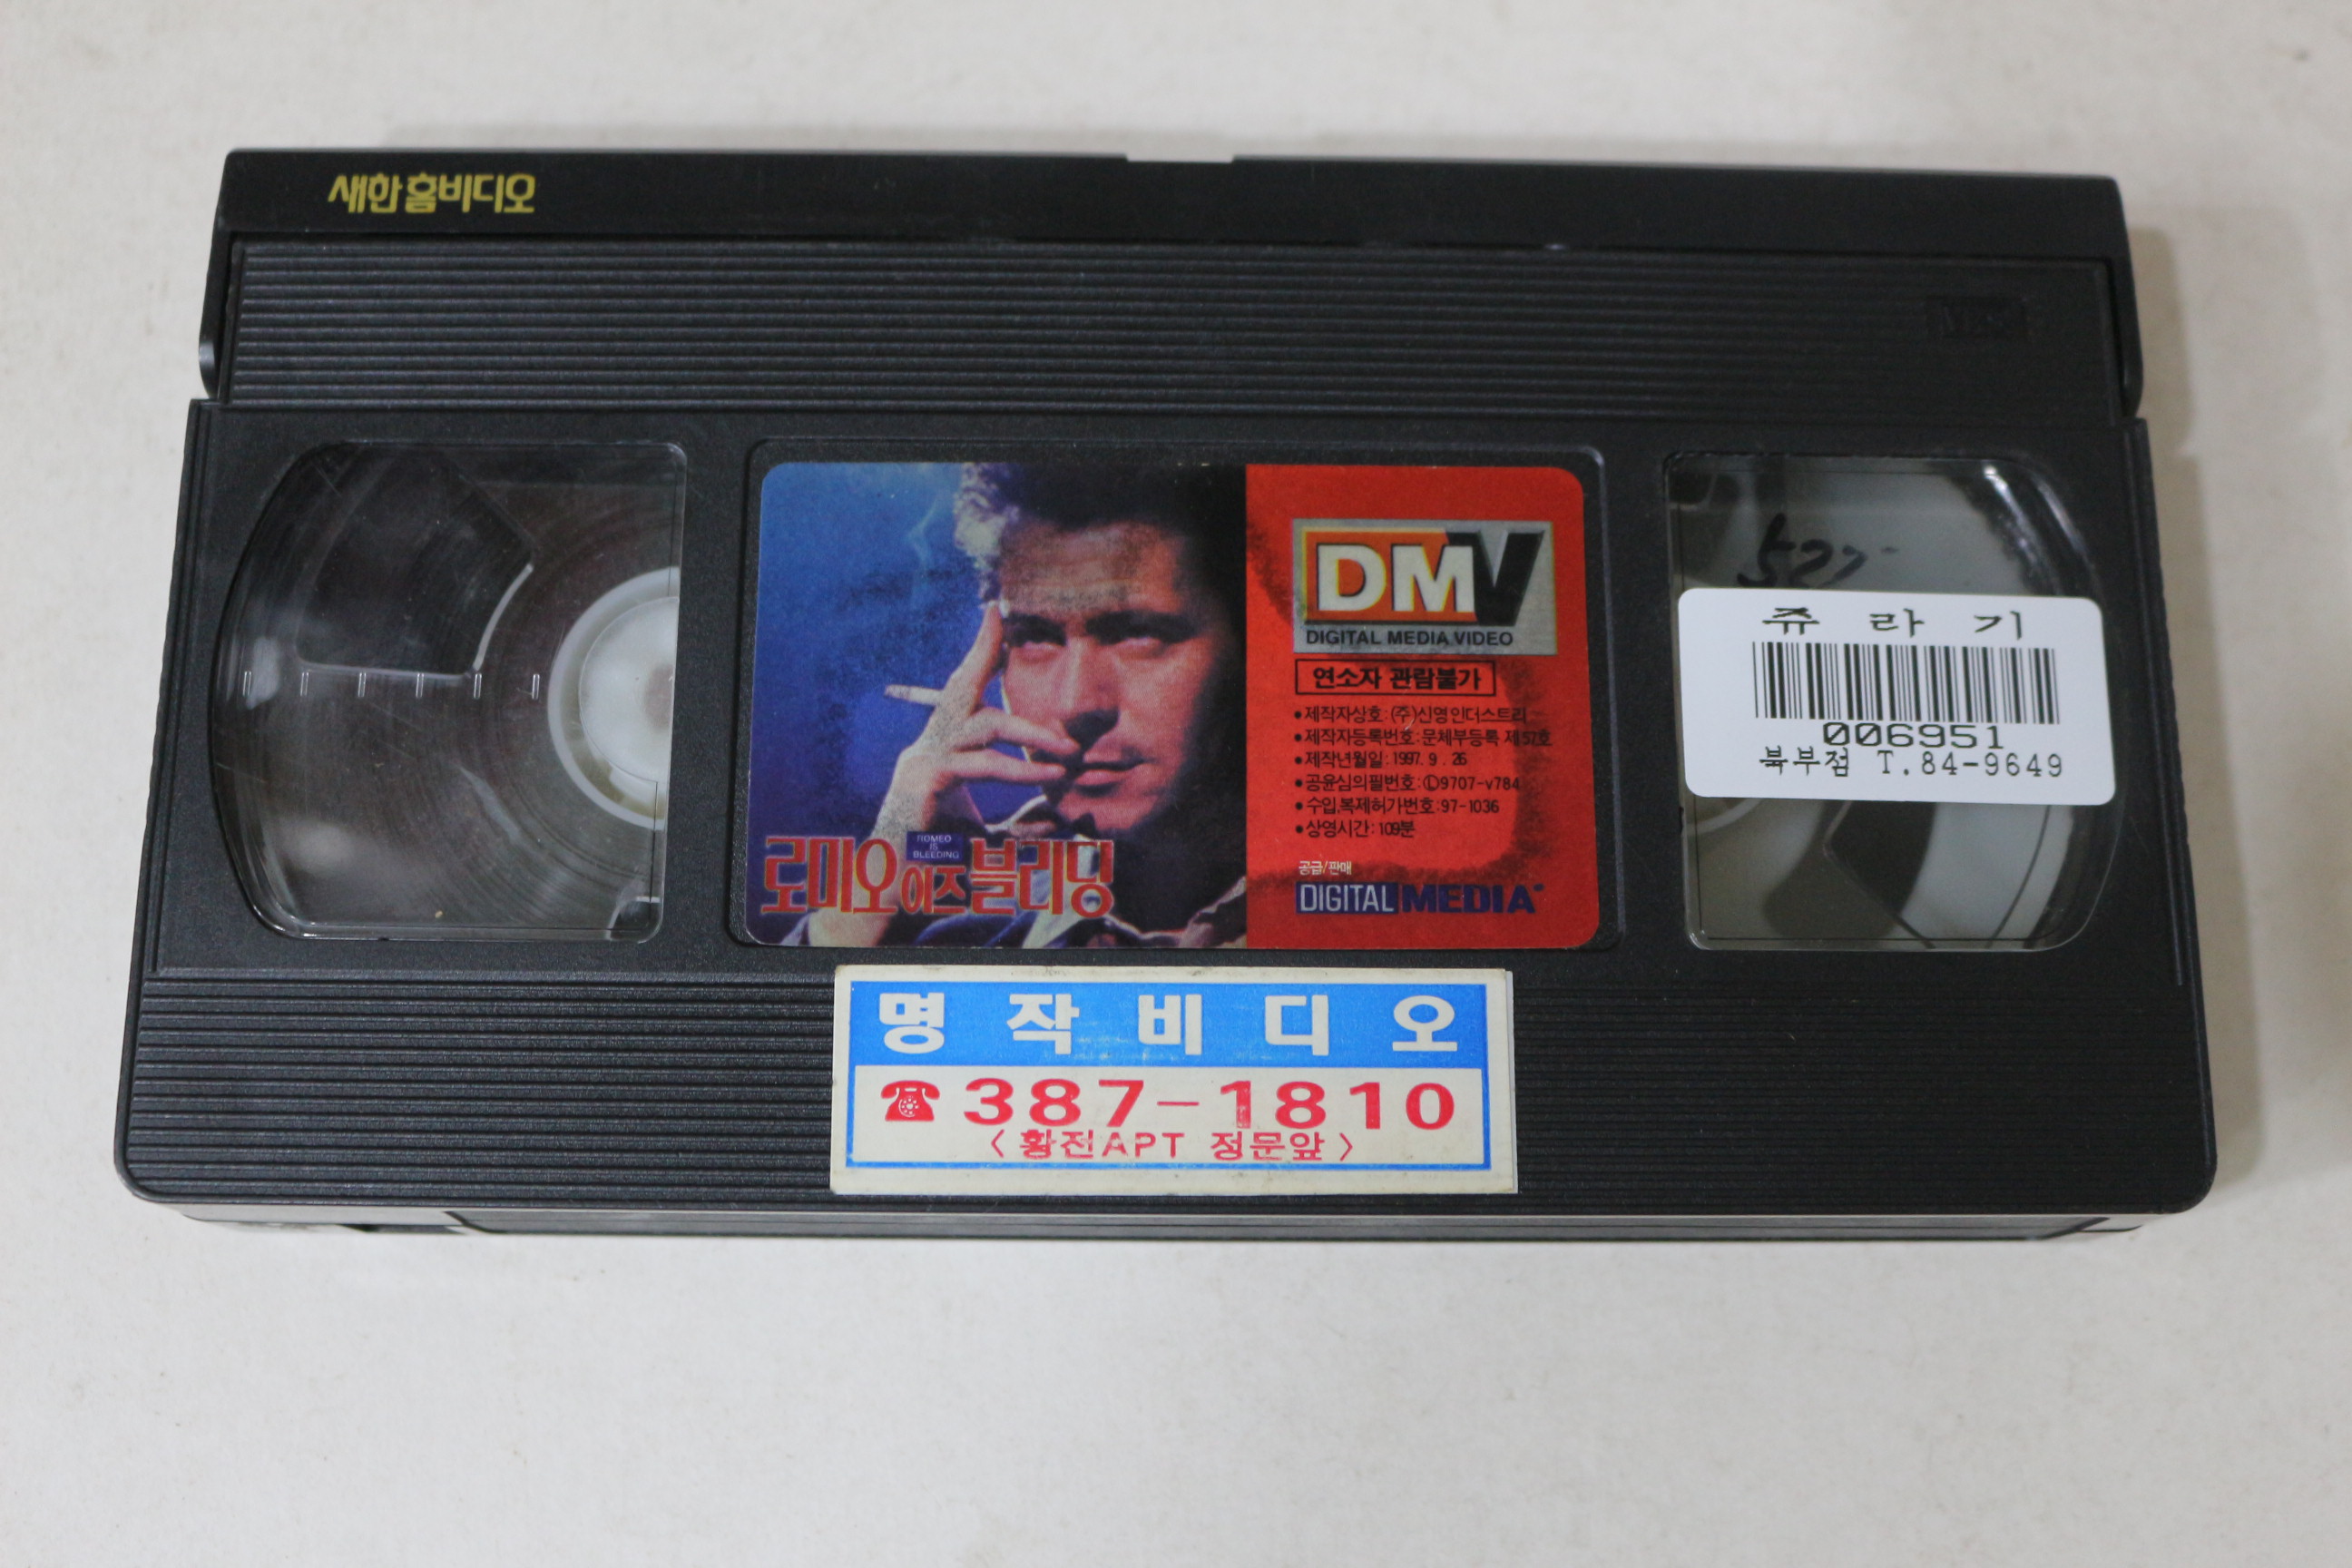 새한 홈비디오
VHS
DMV
DIGITAL MEDIA VIDEO
연소자 관람불가
•제작자상호:(주)신영인더스트리
•제작자등록번호:문체부등록 제57호
•제작년월일:1997. 9. 26
•공윤심의필번호:Ⓛ9707-v784
•수입,복제허가번호:97-1036
•상영시간:109분
공급/판매
DIGITAL MEDIA
ROMEO
IS
BLEEDING
로미오 이즈 블리딩
쥬 라 기
006951
북부점 T.84-9649
명 작 비 디 오
☎387-1810
〈황전APT 정문앞〉